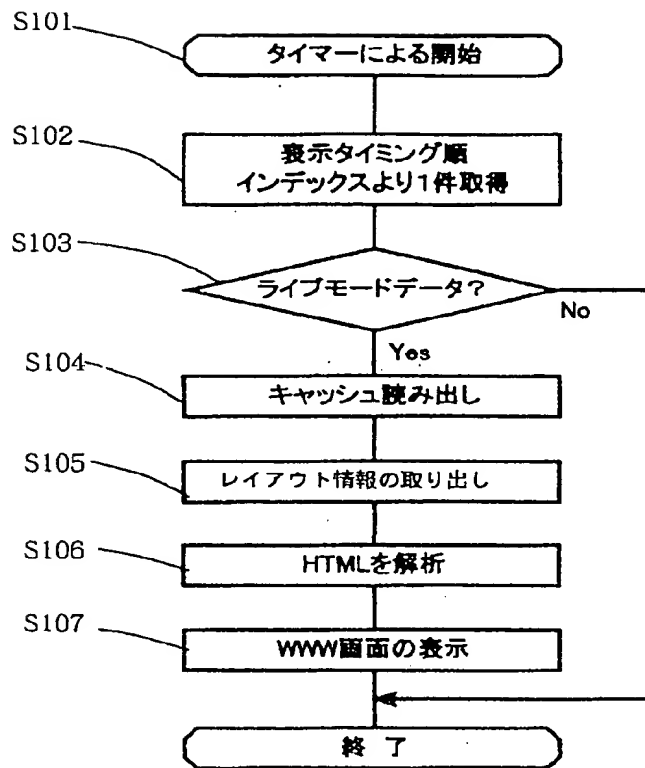 S101
タイマーによる開始
S102
表示タイミング順
インデックスより1件取得
S103
ライブモードデータ?
No
Yes
S104
キャッシュ読み出し
S105
レイアウト情報の取り出し
S106
HTMLを解析
S107
WWW画面の表示
終了